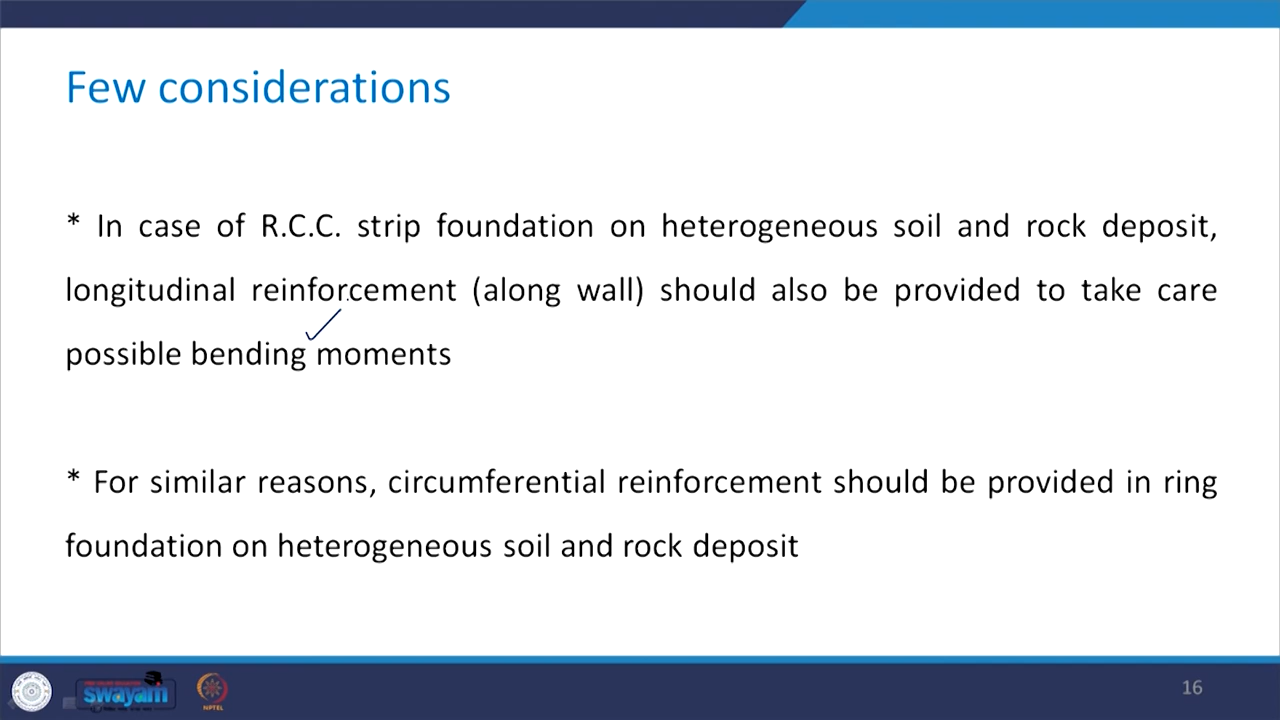 Few considerations
* In case of R.C.C. strip foundation on heterogeneous soil and rock deposit,
longitudinal reinforcement (along wall) should also be provided to take care
possible bending moments
* For similar reasons, circumferential reinforcement should be provided in ring
foundation on heterogeneous soil and rock deposit
swayam
NPTEL
16